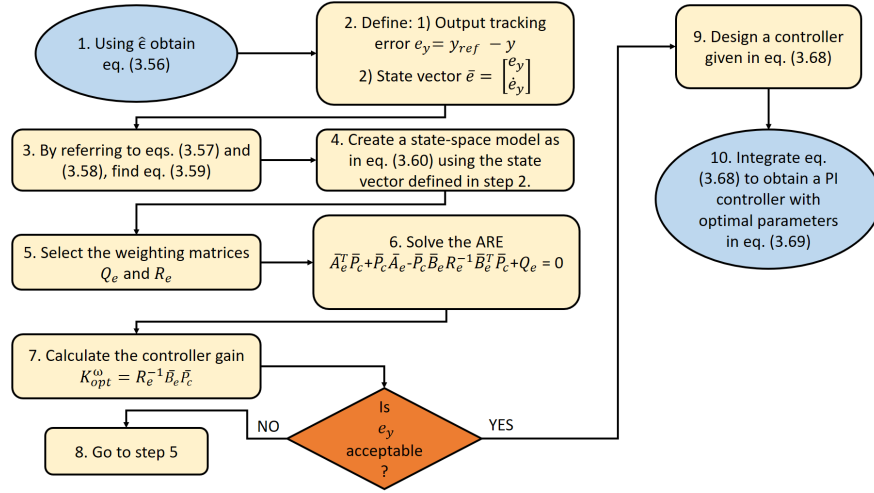 1. Using ê obtain
eq. (3.56)
2. Define: 1) Output tracking
error e_y = y_ref − y
2) State vector ē = [e_y
ė_y]
3. By referring to eqs. (3.57) and
(3.58), find eq. (3.59)
4. Create a state-space model as
in eq. (3.60) using the state
vector defined in step 2.
5. Select the weighting matrices
Q_e and R_e
6. Solve the ARE
Ā_e^T P̄_c+P̄_c Ā_e-P̄_c B̄_e R_e^{−1} B̄_e^T P̄_c+Q_e = 0
7. Calculate the controller gain
K_opt^ω = R_e^{−1} B̄_e P̄_c
8. Go to step 5
NO
Is
e_y
acceptable
?
YES
9. Design a controller
given in eq. (3.68)
10. Integrate eq.
(3.68) to obtain a PI
controller with
optimal parameters
in eq. (3.69)